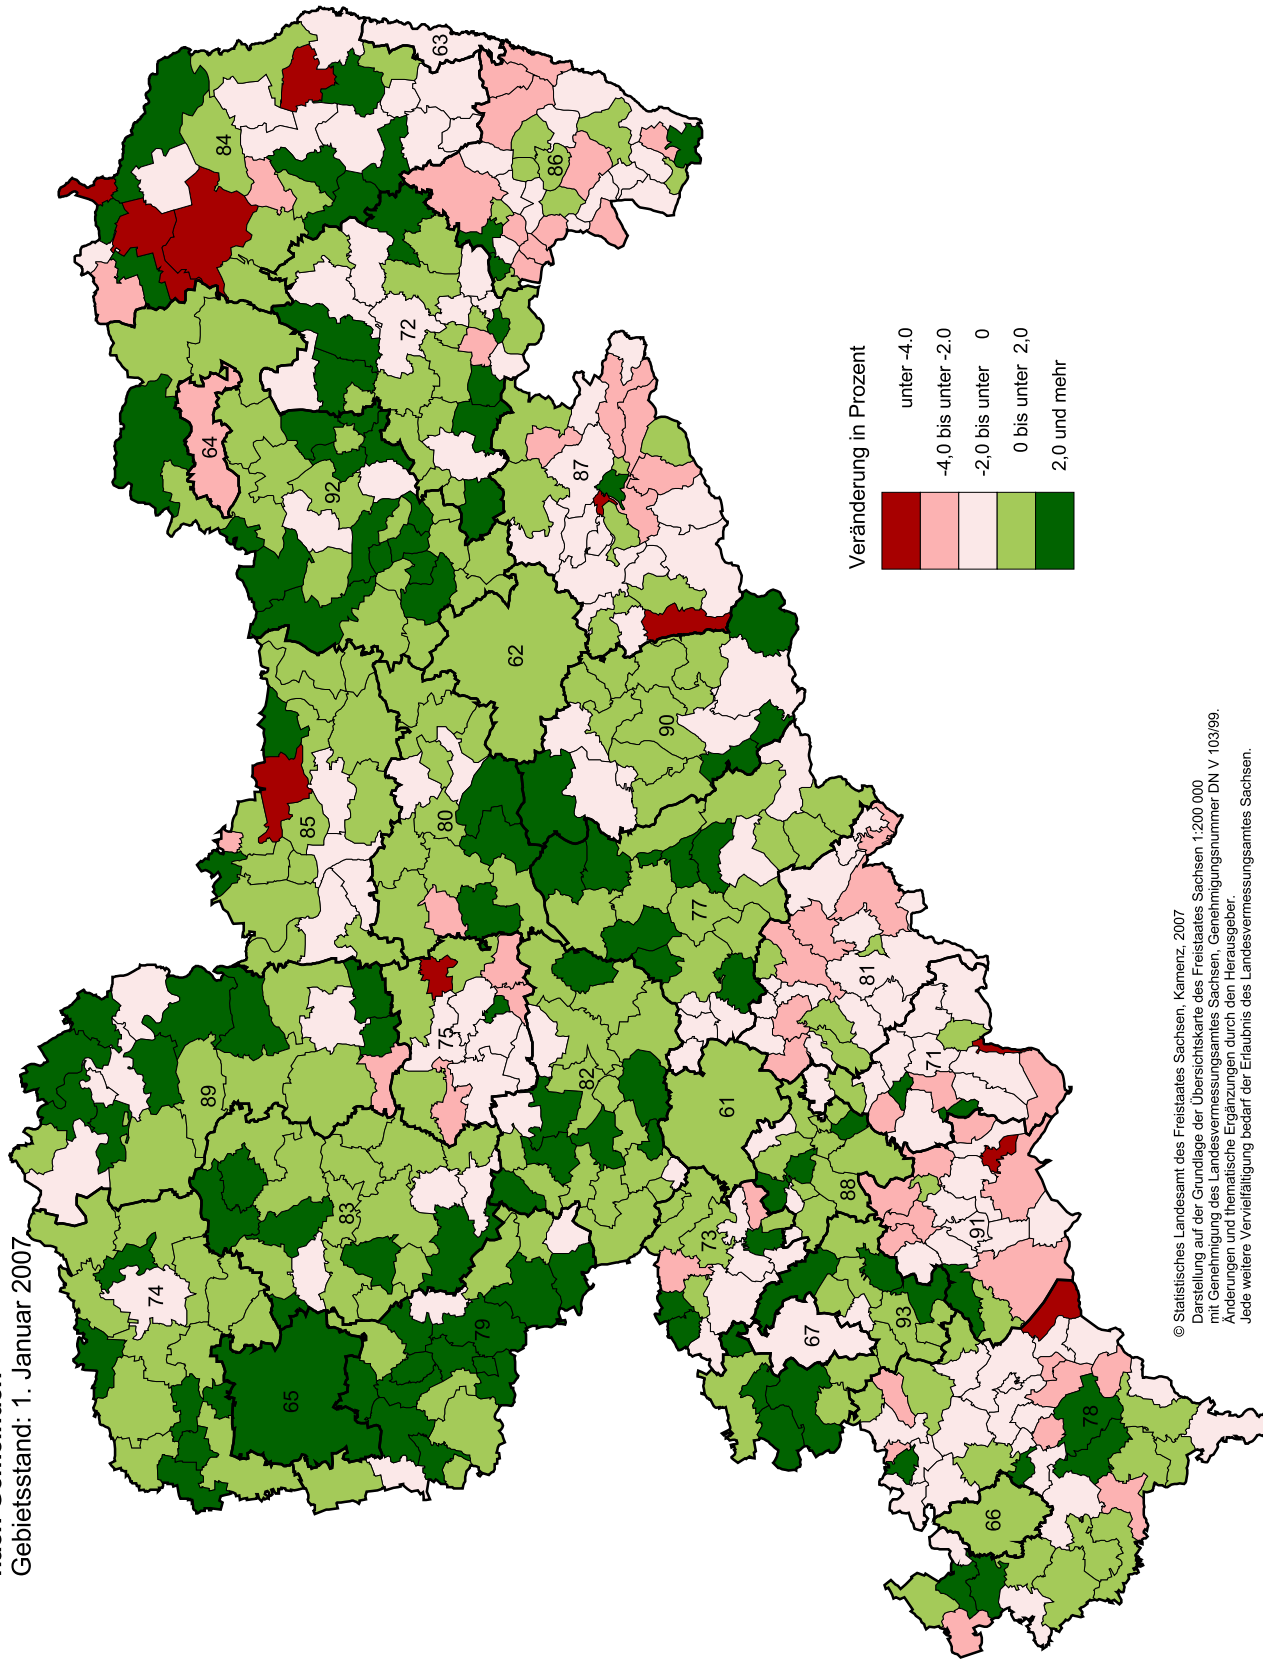 Gebietsstand: 1. Januar 2007
84
63
86
72
64
92
87
62
85
80
90
77
81
75
89
82
71
61
83
88
91
73
74
79
67
93
65
78
66
Veränderung in Prozent
unter -4.0
-4,0 bis unter -2.0
-2,0 bis unter 0
0 bis unter 2,0
2,0 und mehr
© Statistisches Landesamt des Freistaates Sachsen, Kamenz, 2007
Darstellung auf der Grundlage der Übersichtskarte des Freistaates Sachsen 1:200 000
mit Genehmigung des Landesvermessungsamtes Sachsen, Genehmigungsnummer DN V 103/99.
Änderungen und thematische Ergänzungen durch den Herausgeber.
Jede weitere Vervielfältigung bedarf der Erlaubnis des Landesvermessungsamtes Sachsen.